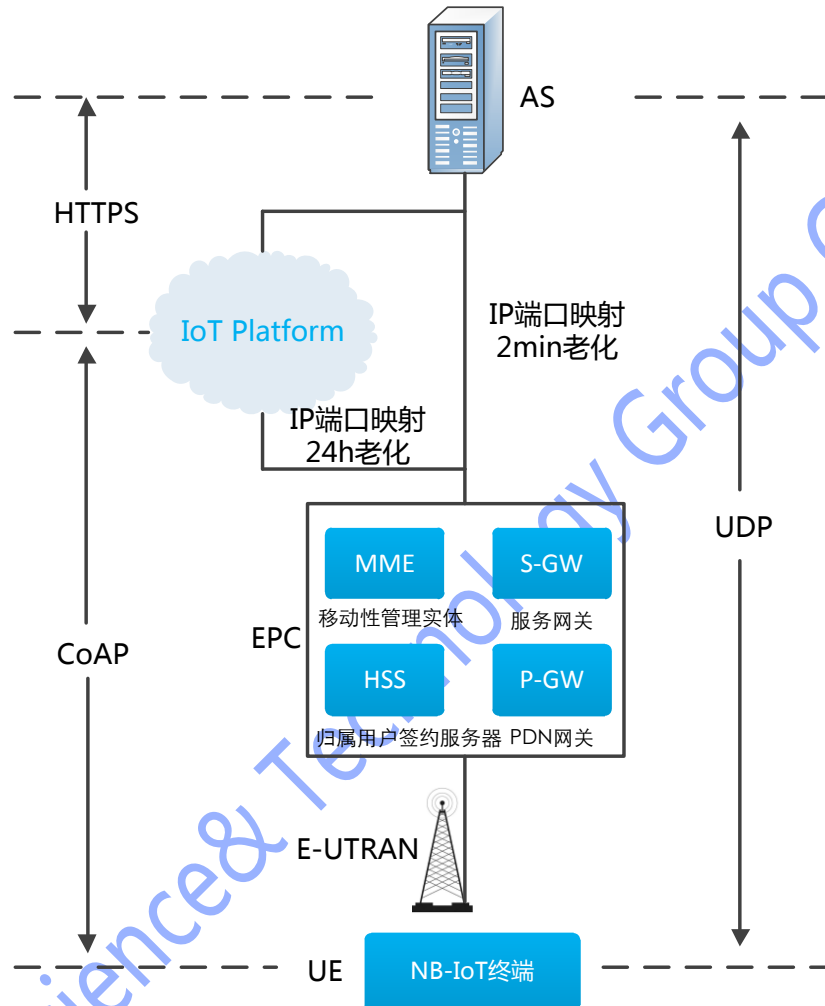 AS
HTTPS
IoT Platform
IP端口映射
2min老化
IP端口映射
24h老化
UDP
MME
S-GW
移动性管理实体
服务网关
EPC
CoAP
HSS
P-GW
归属用户签约服务器
PDN网关
E-UTRAN
UE
NB-IoT终端
Technology Group